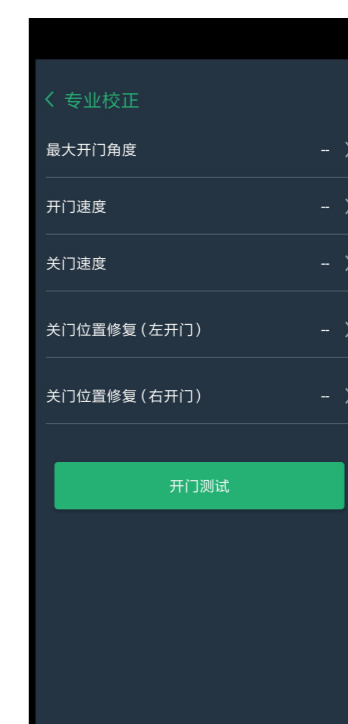 专业校正
最大开门角度 --
开门速度 --
关门速度 --
关门位置修复(左开门) --
关门位置修复(右开门) --
开门测试